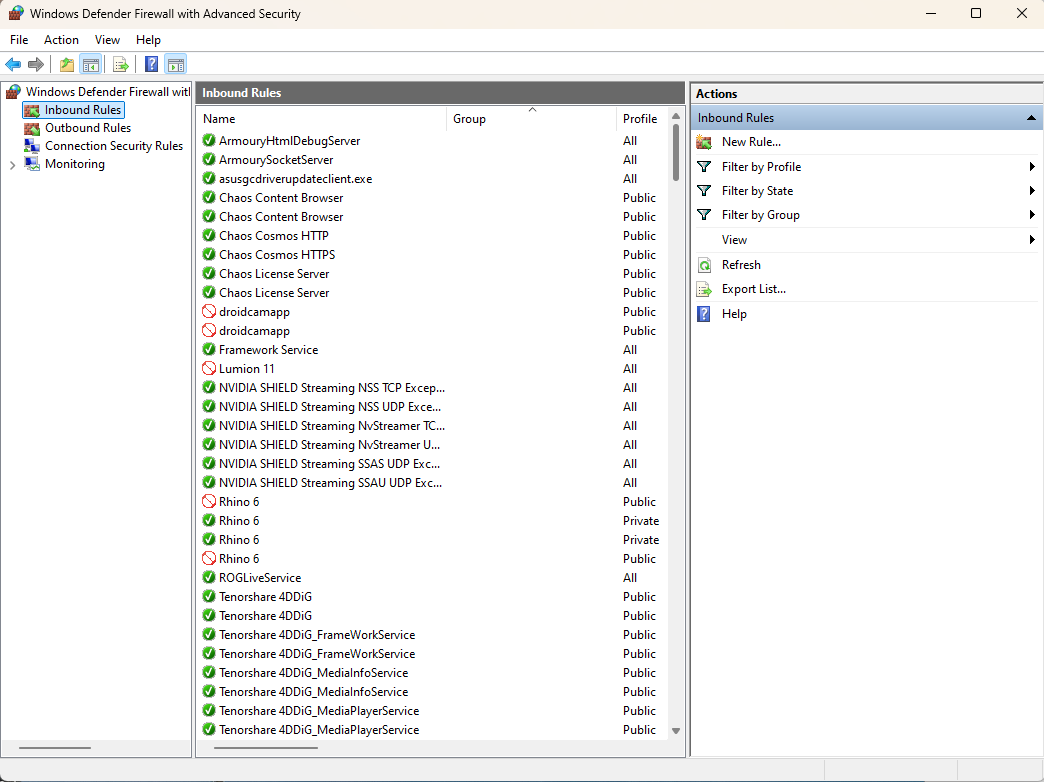 Windows Defender Firewall with Advanced Security
File Action View Help
Windows Defender Firewall witl
Inbound Rules
Outbound Rules
Connection Security Rules
Monitoring
Inbound Rules
Name Group Profile
ArmouryHtmlDebugServer All
ArmourySocketServer All
asusgcdriverupdateclient.exe All
Chaos Content Browser Public
Chaos Content Browser Public
Chaos Cosmos HTTP Public
Chaos Cosmos HTTPS Public
Chaos License Server Public
Chaos License Server Public
droidcamapp Public
droidcamapp Public
Framework Service All
Lumion 11 All
NVIDIA SHIELD Streaming NSS TCP Excep... All
NVIDIA SHIELD Streaming NSS UDP Exce... All
NVIDIA SHIELD Streaming NvStreamer TC... All
NVIDIA SHIELD Streaming NvStreamer U... All
NVIDIA SHIELD Streaming SSAS UDP Exc... All
NVIDIA SHIELD Streaming SSAU UDP Exc... All
Rhino 6 Public
Rhino 6 Private
Rhino 6 Private
Rhino 6 Public
ROGLiveService All
Tenorshare 4DDiG Public
Tenorshare 4DDiG Public
Tenorshare 4DDiG_FrameWorkService Public
Tenorshare 4DDiG_FrameWorkService Public
Tenorshare 4DDiG_MediaInfoService Public
Tenorshare 4DDiG_MediaInfoService Public
Tenorshare 4DDiG_MediaPlayerService Public
Tenorshare 4DDiG_MediaPlayerService Public
Actions
Inbound Rules
New Rule...
Filter by Profile
Filter by State
Filter by Group
View
Refresh
Export List...
Help